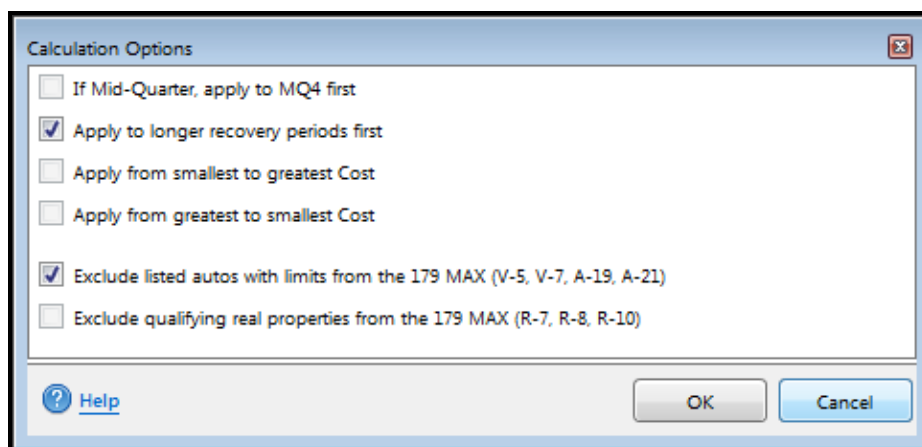 Calculation Options
If Mid-Quarter, apply to MQ4 first
Apply to longer recovery periods first
Apply from smallest to greatest Cost
Apply from greatest to smallest Cost
Exclude listed autos with limits from the 179 MAX (V-5, V-7, A-19, A-21)
Exclude qualifying real properties from the 179 MAX (R-7, R-8, R-10)
? Help OK Cancel